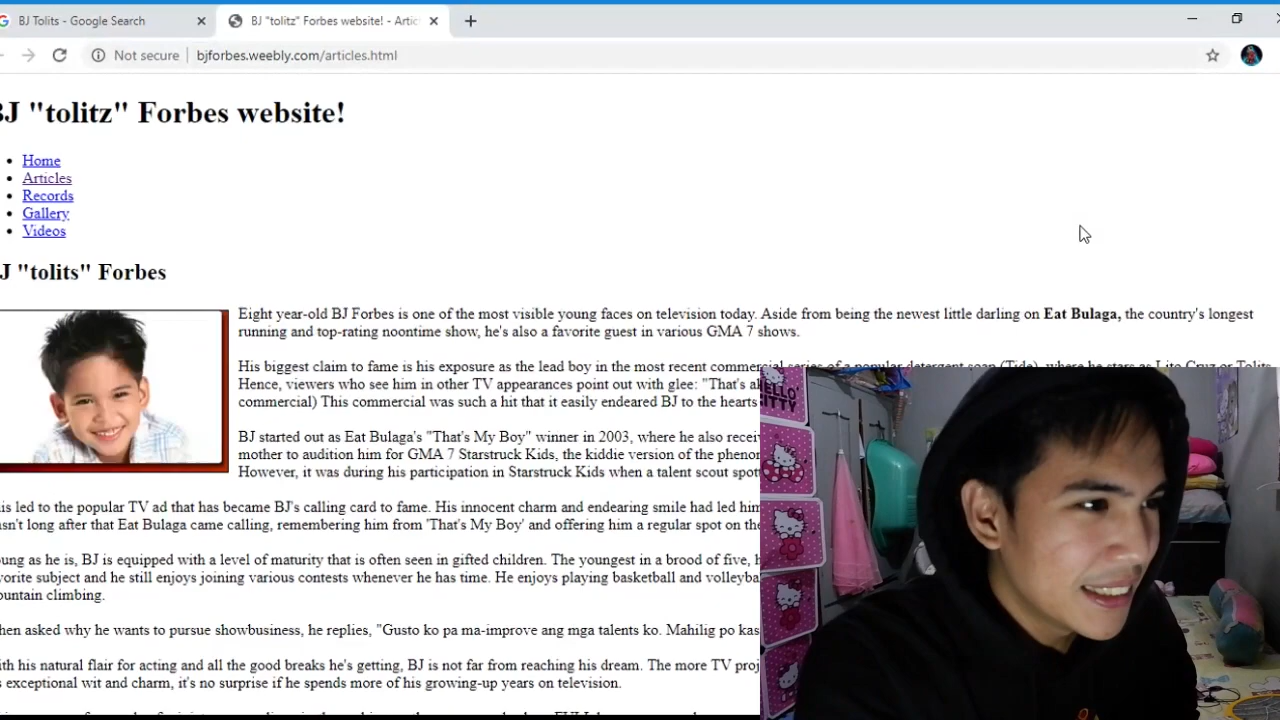 BJ Tolits - Google Search
BJ "tolitz" Forbes website! - Artic
Not secure
bjforbes.weebly.com/articles.html
BJ "tolitz" Forbes website!
Home
Articles
Records
Gallery
Videos
J "tolits" Forbes
Eight year-old BJ Forbes is one of the most visible young faces on television today. Aside from being the newest little darling on Eat Bulaga, the country's longest
running and top-rating noontime show, he's also a favorite guest in various GMA 7 shows.
His biggest claim to fame is his exposure as the lead boy in the most recent commercial series of a popular detergent soap (Tide), where he stars as Lito Cruz or Tolits
Hence, viewers who see him in other TV appearances point out with glee: "That's
commercial) This commercial was such a hit that it easily endeared BJ to the hearts
BJ started out as Eat Bulaga's "That's My Boy" winner in 2003, where he also
mother to audition him for GMA 7 Starstruck Kids, the kiddie version of the
However, it was during his participation in Starstruck Kids when a talent scout
is led to the popular TV ad that has became BJ's calling card to fame. His innocent charm and endearing smile had led him
asn't long after that Eat Bulaga came calling, remembering him from 'That's My Boy' and offering him a regular spot on the
ung as he is, BJ is equipped with a level of maturity that is often seen in gifted children. The youngest in a brood of five,
vorite subject and he still enjoys joining various contests whenever he has time. He enjoys playing basketball and
ountain climbing.
hen asked why he wants to pursue showbusiness, he replies, "Gusto ko pa ma-improve ang mga talents ko. Mahilig po
ith his natural flair for acting and all the good breaks he's getting, BJ is not far from reaching his dream. The more TV
s exceptional wit and charm, it's no surprise if he spends more of his growing-up years on television.
HELLO
KITTY